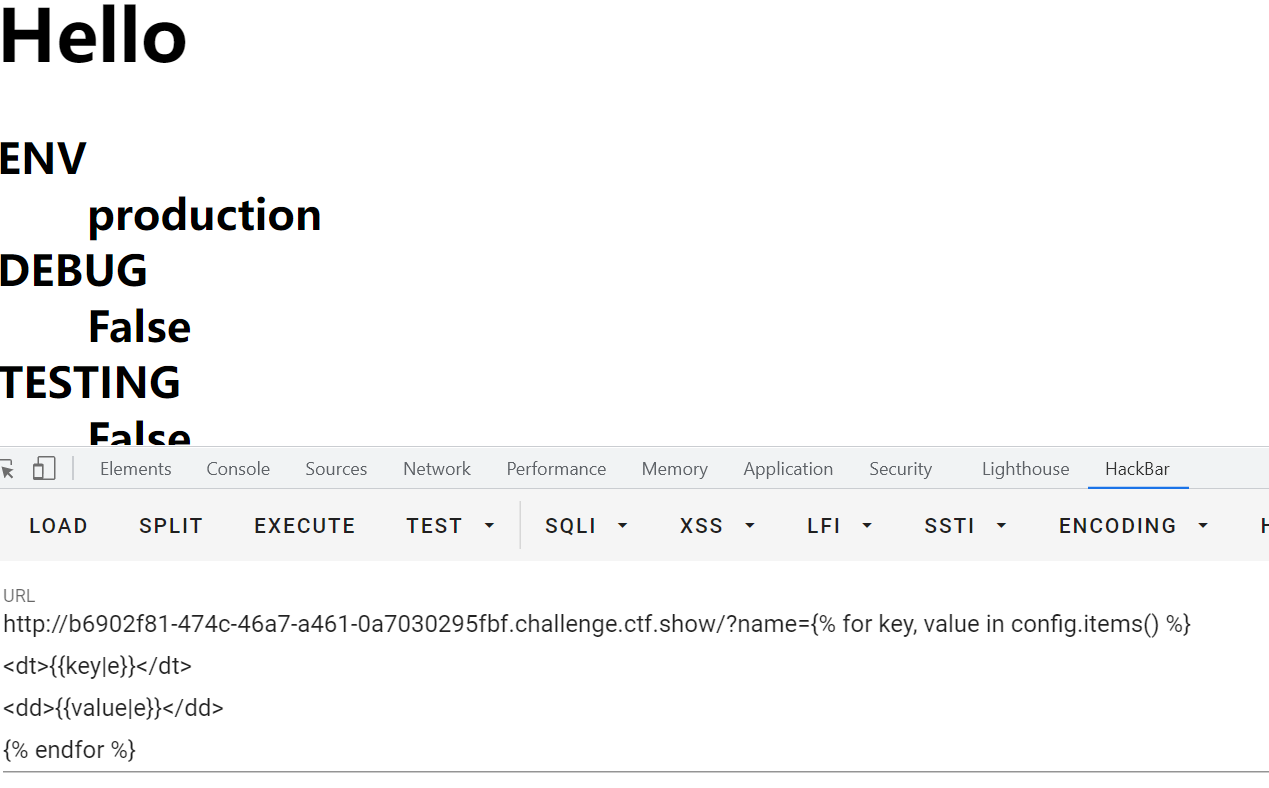 Hello
ENV
production
DEBUG
False
TESTING
False
Elements Console Sources Network Performance Memory Application Security Lighthouse HackBar
LOAD SPLIT EXECUTE TEST SQLI XSS LFI SSTI ENCODING
URL
http://b6902f81-474c-46a7-a461-0a7030295fbf.challenge.ctf.show/?name={% for key, value in config.items() %}
<dt>{{key|e}}</dt>
<dd>{{value|e}}</dd>
{% endfor %}